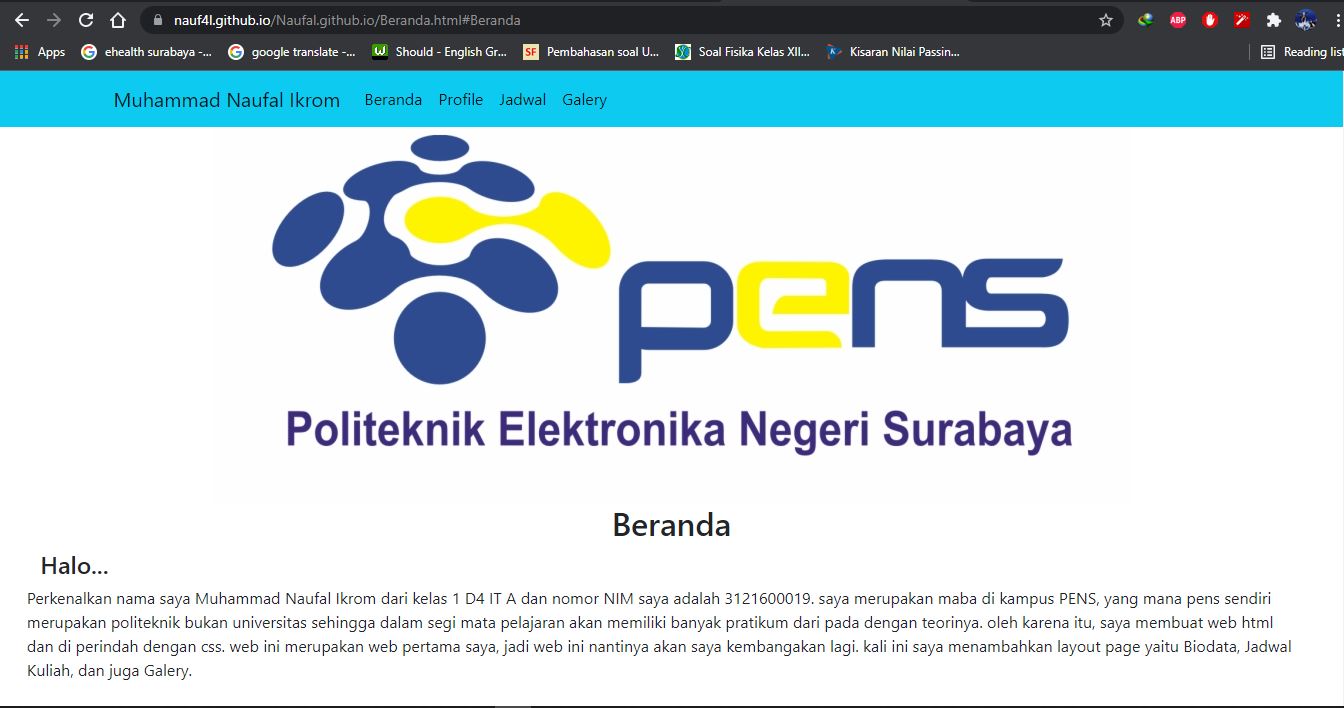 nauf4l.github.io/Naufal.github.io/Beranda.html#Beranda
ABP
Apps
ehealth surabaya -...
google translate -...
Should - English Gr...
SF Pembahasan soal U...
Soal Fisika Kelas XII...
Kisaran Nilai Passin...
Reading list
Muhammad Naufal Ikrom
Beranda
Profile
Jadwal
Galery
pens
Politeknik Elektronika Negeri Surabaya
Beranda
Halo...
Perkenalkan nama saya Muhammad Naufal Ikrom dari kelas 1 D4 IT A dan nomor NIM saya adalah 3121600019. saya merupakan maba di kampus PENS, yang mana pens sendiri
merupakan politeknik bukan universitas sehingga dalam segi mata pelajaran akan memiliki banyak pratikum dari pada dengan teorinya. oleh karena itu, saya membuat web html
dan di perindah dengan css. web ini merupakan web pertama saya, jadi web ini nantinya akan saya kembangakan lagi. kali ini saya menambahkan layout page yaitu Biodata, Jadwal
Kuliah, dan juga Galery.